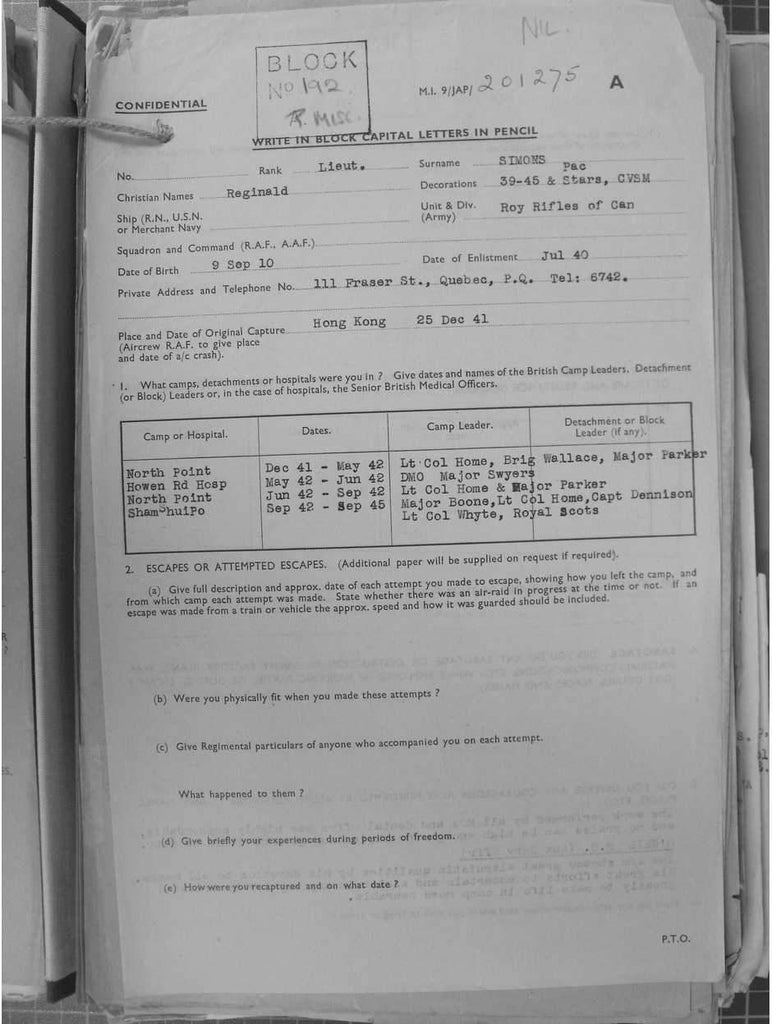 NIL.
BLOCK
No 192
R. MISC.
M.I. 9/JAP/ 201275 A
CONFIDENTIAL
WRITE IN BLOCK CAPITAL LETTERS IN PENCIL
No. Rank Lieut. Surname SIMONS
Christian Names Reginald Decorations 39-45 & Pac Stars, CVSM
Ship (R.N., U.S.N. or Merchant Navy Unit & Div. (Army) Roy Rifles of Can
Squadron and Command (R.A.F., A.A.F.)
Date of Birth 9 Sep 10 Date of Enlistment Jul 40
Private Address and Telephone No. 111 Fraser St., Quebec, P.Q. Tel: 6742.
Place and Date of Original Capture Hong Kong 25 Dec 41
(Aircrew R.A.F. to give place
and date of a/c crash).
1. What camps, detachments or hospitals were you in ? Give dates and names of the British Camp Leaders, Detachment
(or Block) Leaders or, in the case of hospitals, the Senior British Medical Officers.
Camp or Hospital. Dates. Camp Leader. Detachment or Block Leader (if any).
North Point Dec 41 - May 42 Lt Col Home, Brig Wallace, Major Parker
Howen Rd Hosp May 42 - Jun 42 DMO Major Swyers
North Point Jun 42 - Sep 42 Lt Col Home & Major Parker
ShamShuiPo Sep 42 - Sep 45 Major Boone, Lt Col Home, Capt Dennison
Lt Col Whyte, Royal Scots
2. ESCAPES OR ATTEMPTED ESCAPES. (Additional paper will be supplied on request if required).
(a) Give full description and approx. date of each attempt you made to escape, showing how you left the camp, and
from which camp each attempt was made. State whether there was an air-raid in progress at the time or not. If an
escape was made from a train or vehicle the approx. speed and how it was guarded should be included.
(b) Were you physically fit when you made these attempts ?
(c) Give Regimental particulars of anyone who accompanied you on each attempt.
What happened to them ?
(d) Give briefly your experiences during periods of freedom.
(e) How were you recaptured and on what date ?
P.T.O.